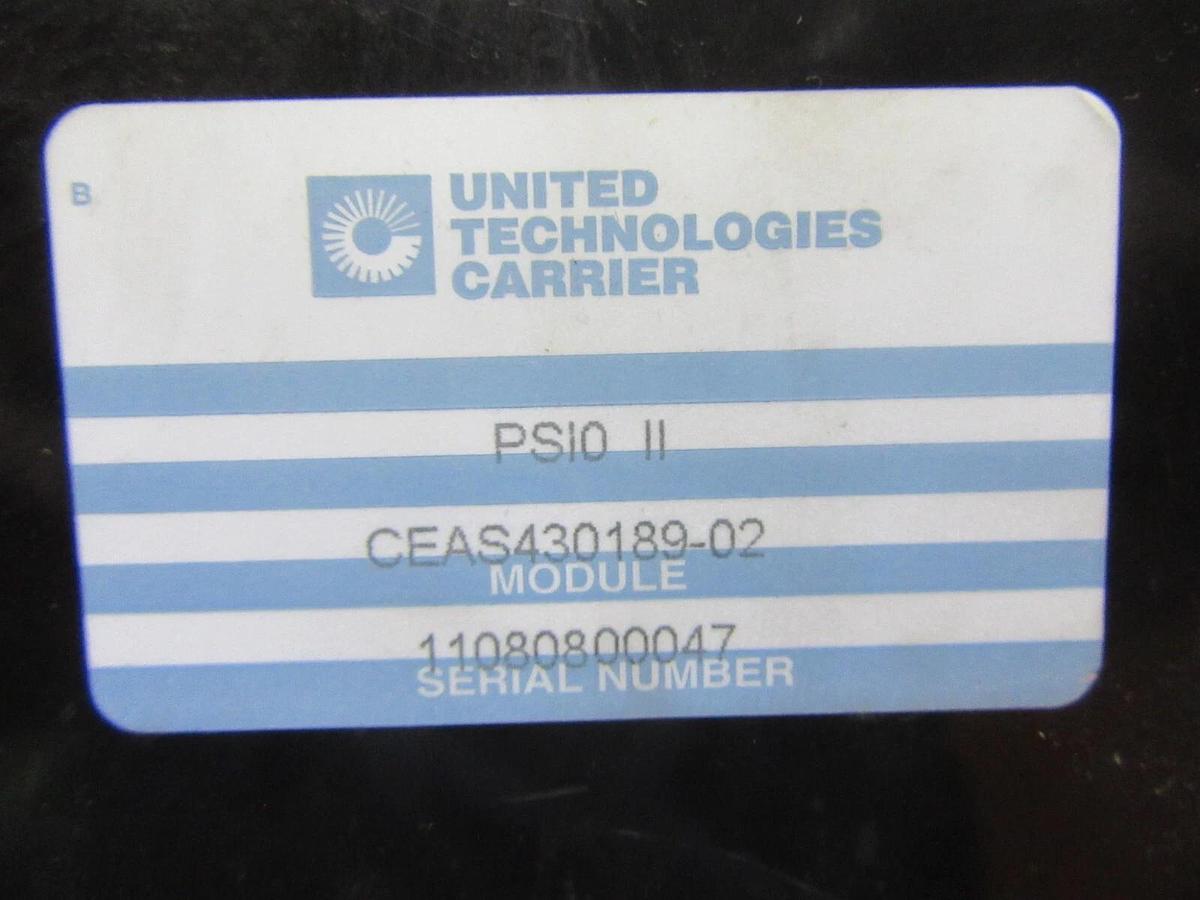 B
UNITED
TECHNOLOGIES
CARRIER
PSI0 II
CEAS430189-02
MODULE
11080800047
SERIAL NUMBER